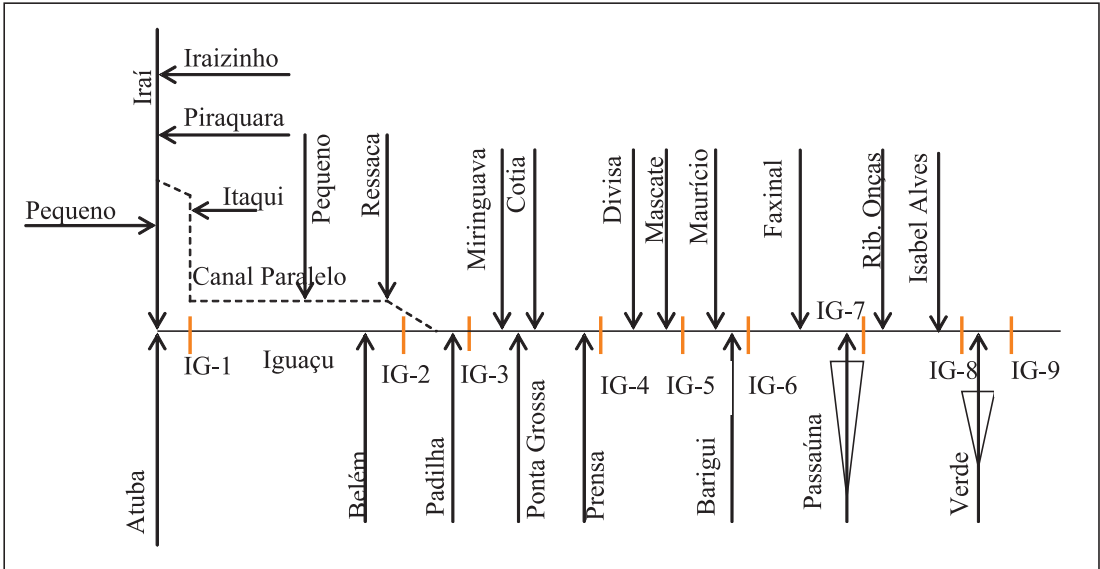 Iraizinho
Iraí
Piraquara
Itaqui
Pequeno
Pequeno
Ressaca
Canal Paralelo
Miringuava
Cotia
Divisa
Mascate
Maurício
Faxinal
Rib. Onças
Isabel Alves
IG-7
IG-1
Iguaçu
IG-2
IG-3
IG-4
IG-5
IG-6
IG-8
IG-9
Atuba
Belém
Padilha
Ponta Grossa
Prensa
Barigui
Passaúna
Verde